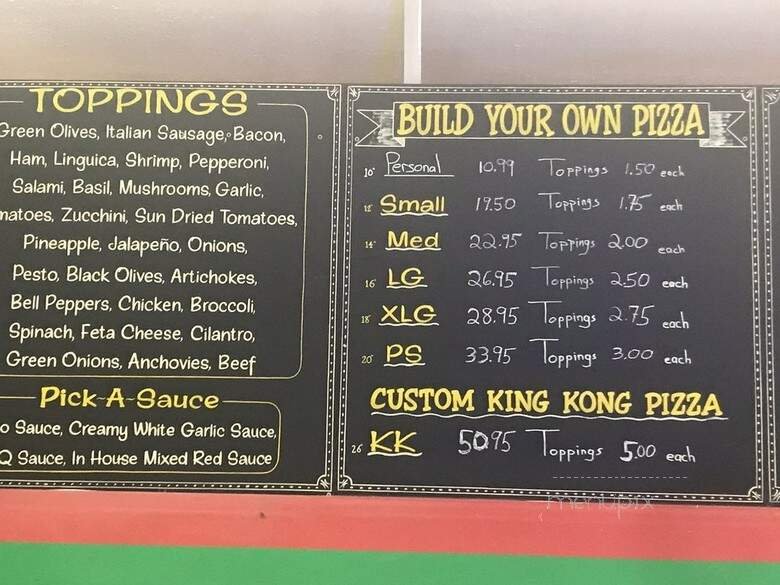 TOPPINGS
Green Olives, Italian Sausage, Bacon,
Ham, Linguica, Shrimp, Pepperoni,
Salami, Basil, Mushrooms, Garlic,
matoes, Zucchini, Sun Dried Tomatoes,
Pineapple, Jalapeño, Onions,
Pesto, Black Olives, Artichokes,
Bell Peppers, Chicken, Broccoli,
Spinach, Feta Cheese, Cilantro,
Green Onions, Anchovies, Beef
Pick-A-Sauce
o Sauce, Creamy White Garlic Sauce,
Q Sauce, In House Mixed Red Sauce
BUILD YOUR OWN PIZZA
10" Personal 10.99 Toppings 1.50 each
Small 19.50 Toppings 1.75 each
14" Med 22.95 Toppings 2.00 each
16" LG 26.95 Toppings 2.50 each
18" XLG 28.95 Toppings 2.75 each
20" PS 33.95 Toppings 3.00 each
CUSTOM KING KONG PIZZA
26" KK 50.95 Toppings 5.00 each
menupix